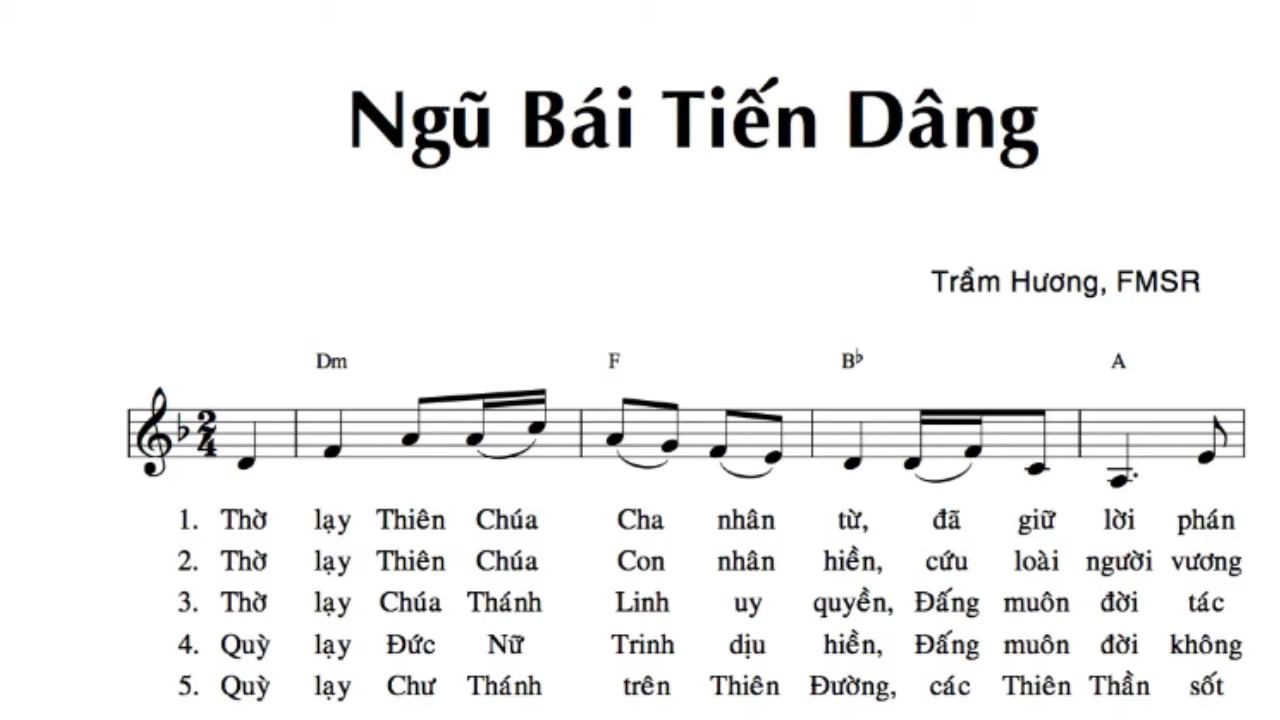 Ngũ Bái Tiến Dâng
Trầm Hương, FMSR
Dm F B♭ A
2
4
1. Thờ lạy Thiên Chúa Cha nhân từ, đã giữ lời phán
2. Thờ lạy Thiên Chúa Con nhân hiền, cứu loài người vương
3. Thờ lạy Chúa Thánh Linh uy quyền, Đấng muôn đời tác
4. Quỳ lạy Đức Nữ Trinh dịu hiền, Đấng muôn đời không
5. Quỳ lạy Chư Thánh trên Thiên Đường, các Thiên Thần sốt